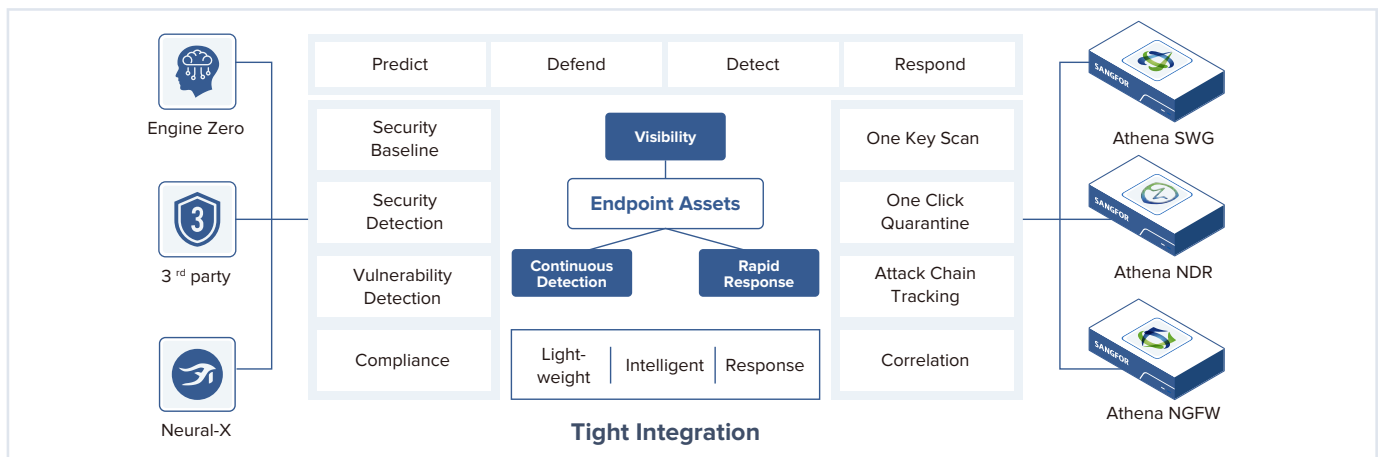 Engine Zero
3 rd party
Neural-X
Predict
Defend
Detect
Respond
Security
Baseline
Security
Detection
Vulnerability
Detection
Compliance
Visibility
Endpoint Assets
Continuous
Detection
Rapid
Response
Light-
weight
Intelligent
Response
One Key Scan
One Click
Quarantine
Attack Chain
Tracking
Correlation
Tight Integration
SANGFOR
Athena SWG
SANGFOR
Athena NDR
SANGFOR
Athena NGFW
3